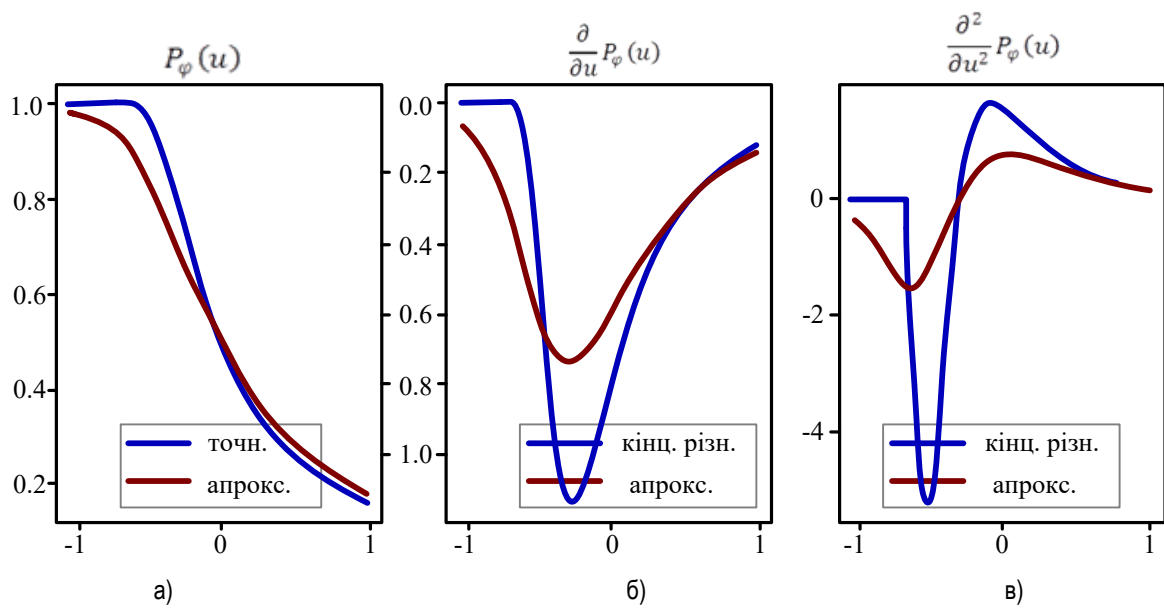 P_φ(u)
∂/∂u P_φ(u)
∂²/∂u² P_φ(u)
1.0
0.8
0.6
0.4
0.2
точн.
апрокс.
-1 0 1
а)
0.0
0.2
0.4
0.6
0.8
1.0
кінц. різн.
апрокс.
-1 0 1
б)
0
-2
-4
кінц. різн.
апрокс.
-1 0 1
в)